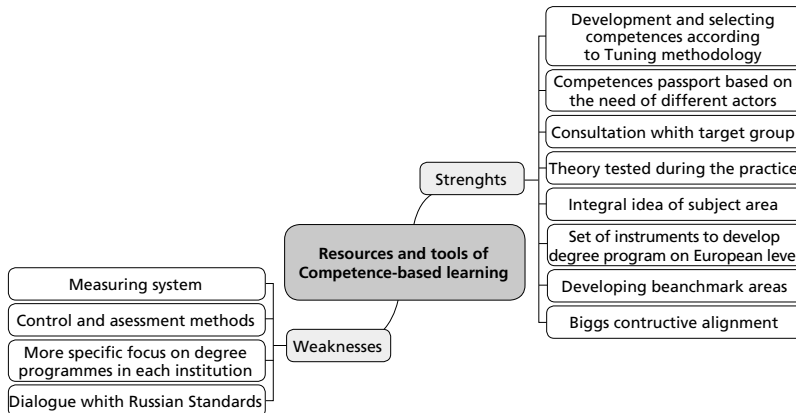 Development and selecting
competences according
to Tuning methodology
Competences passport based on
the need of different actors
Consultation whith target group
Strenghts
Theory tested during the practice
Integral idea of subject area
Set of instruments to develop
degree program on European level
Developing beanchmark areas
Biggs contructive alignment
Resources and tools of
Competence-based learning
Measuring system
Control and asessment methods
Weaknesses
More specific focus on degree
programmes in each institution
Dialogue whith Russian Standards